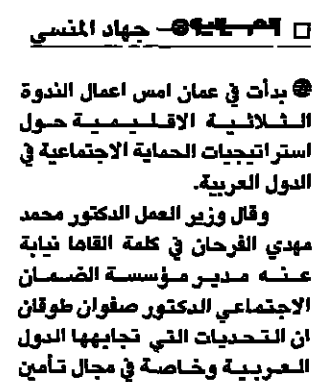 جهاد المنسي
بدأت في عمان امس اعمال الندوة
الثلاثية الاقليمية حول
استراتيجيات الحماية الاجتماعية في
الدول العربية.
وقال وزير العمل الدكتور محمد
مهدي الفرحان في كلمة القاها نيابة
عنه مدير مؤسسة الضمان
الاجتماعي الدكتور صفوان طوقان
ان التحديات التي تجابهها الدول
العربية وخاصة في مجال تأمين